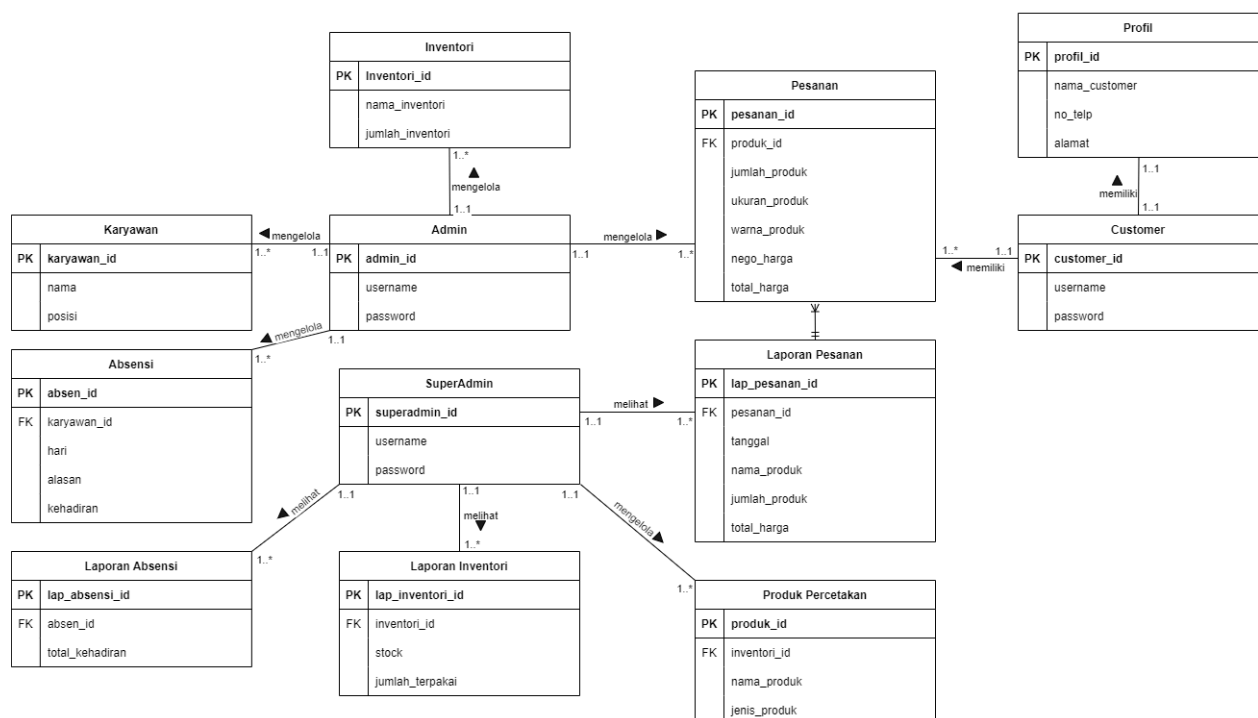 Inventori
PK Inventori_id
nama_inventori
jumlah_inventori
1..*
mengelola
1..1
Profil
PK profil_id
nama_customer
no_telp
alamat
1..1
memiliki
1..1
Pesanan
PK pesanan_id
FK produk_id
jumlah_produk
ukuran_produk
warna_produk
nego_harga
total_harga
Karyawan
PK karyawan_id
nama
posisi
mengelola
1..* 1..1
Admin
PK admin_id
username
password
mengelola
1..1 1..*
Customer
PK customer_id
username
password
1..* 1..1
memiliki
mengelola
1..1
1..*
Absensi
PK absen_id
FK karyawan_id
hari
alasan
kehadiran
SuperAdmin
PK superadmin_id
username
password
melihat
1..1 1..*
Laporan Pesanan
PK lap_pesanan_id
FK pesanan_id
tanggal
nama_produk
jumlah_produk
total_harga
1..1
melihat
1..*
1..1
melihat
1..*
1..1
mengelola
1..*
Laporan Absensi
PK lap_absensi_id
FK absen_id
total_kehadiran
Laporan Inventori
PK lap_inventori_id
FK inventori_id
stock
jumlah_terpakai
Produk Percetakan
PK produk_id
FK inventori_id
nama_produk
jenis_produk